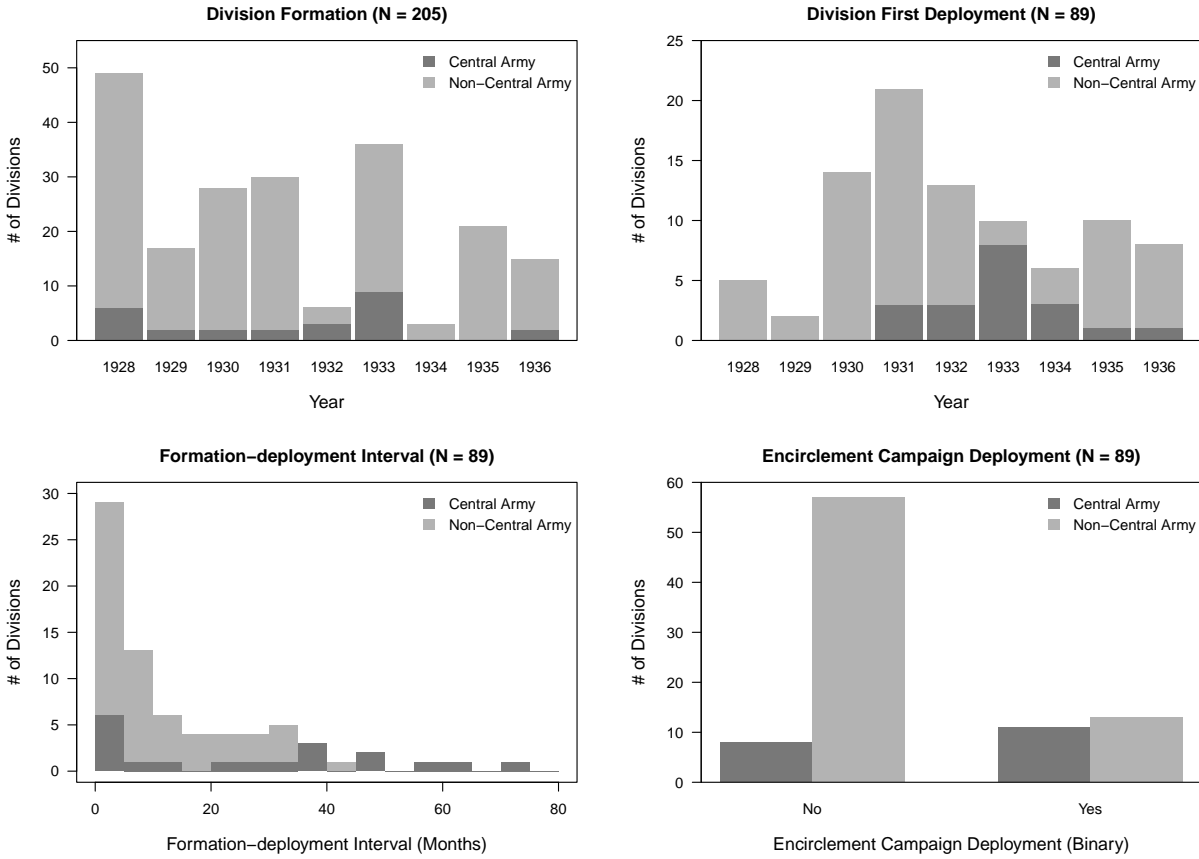 Division Formation (N = 205)
Central Army
Non−Central Army
50
40
30
20
10
0
# of Divisions
1928 1929 1930 1931 1932 1933 1934 1935 1936
Year
Division First Deployment (N = 89)
Central Army
Non−Central Army
25
20
15
10
5
0
# of Divisions
1928 1929 1930 1931 1932 1933 1934 1935 1936
Year
Formation−deployment Interval (N = 89)
Central Army
Non−Central Army
30
25
20
15
10
5
0
# of Divisions
0 20 40 60 80
Formation−deployment Interval (Months)
Encirclement Campaign Deployment (N = 89)
Central Army
Non−Central Army
60
50
40
30
20
10
0
# of Divisions
No Yes
Encirclement Campaign Deployment (Binary)